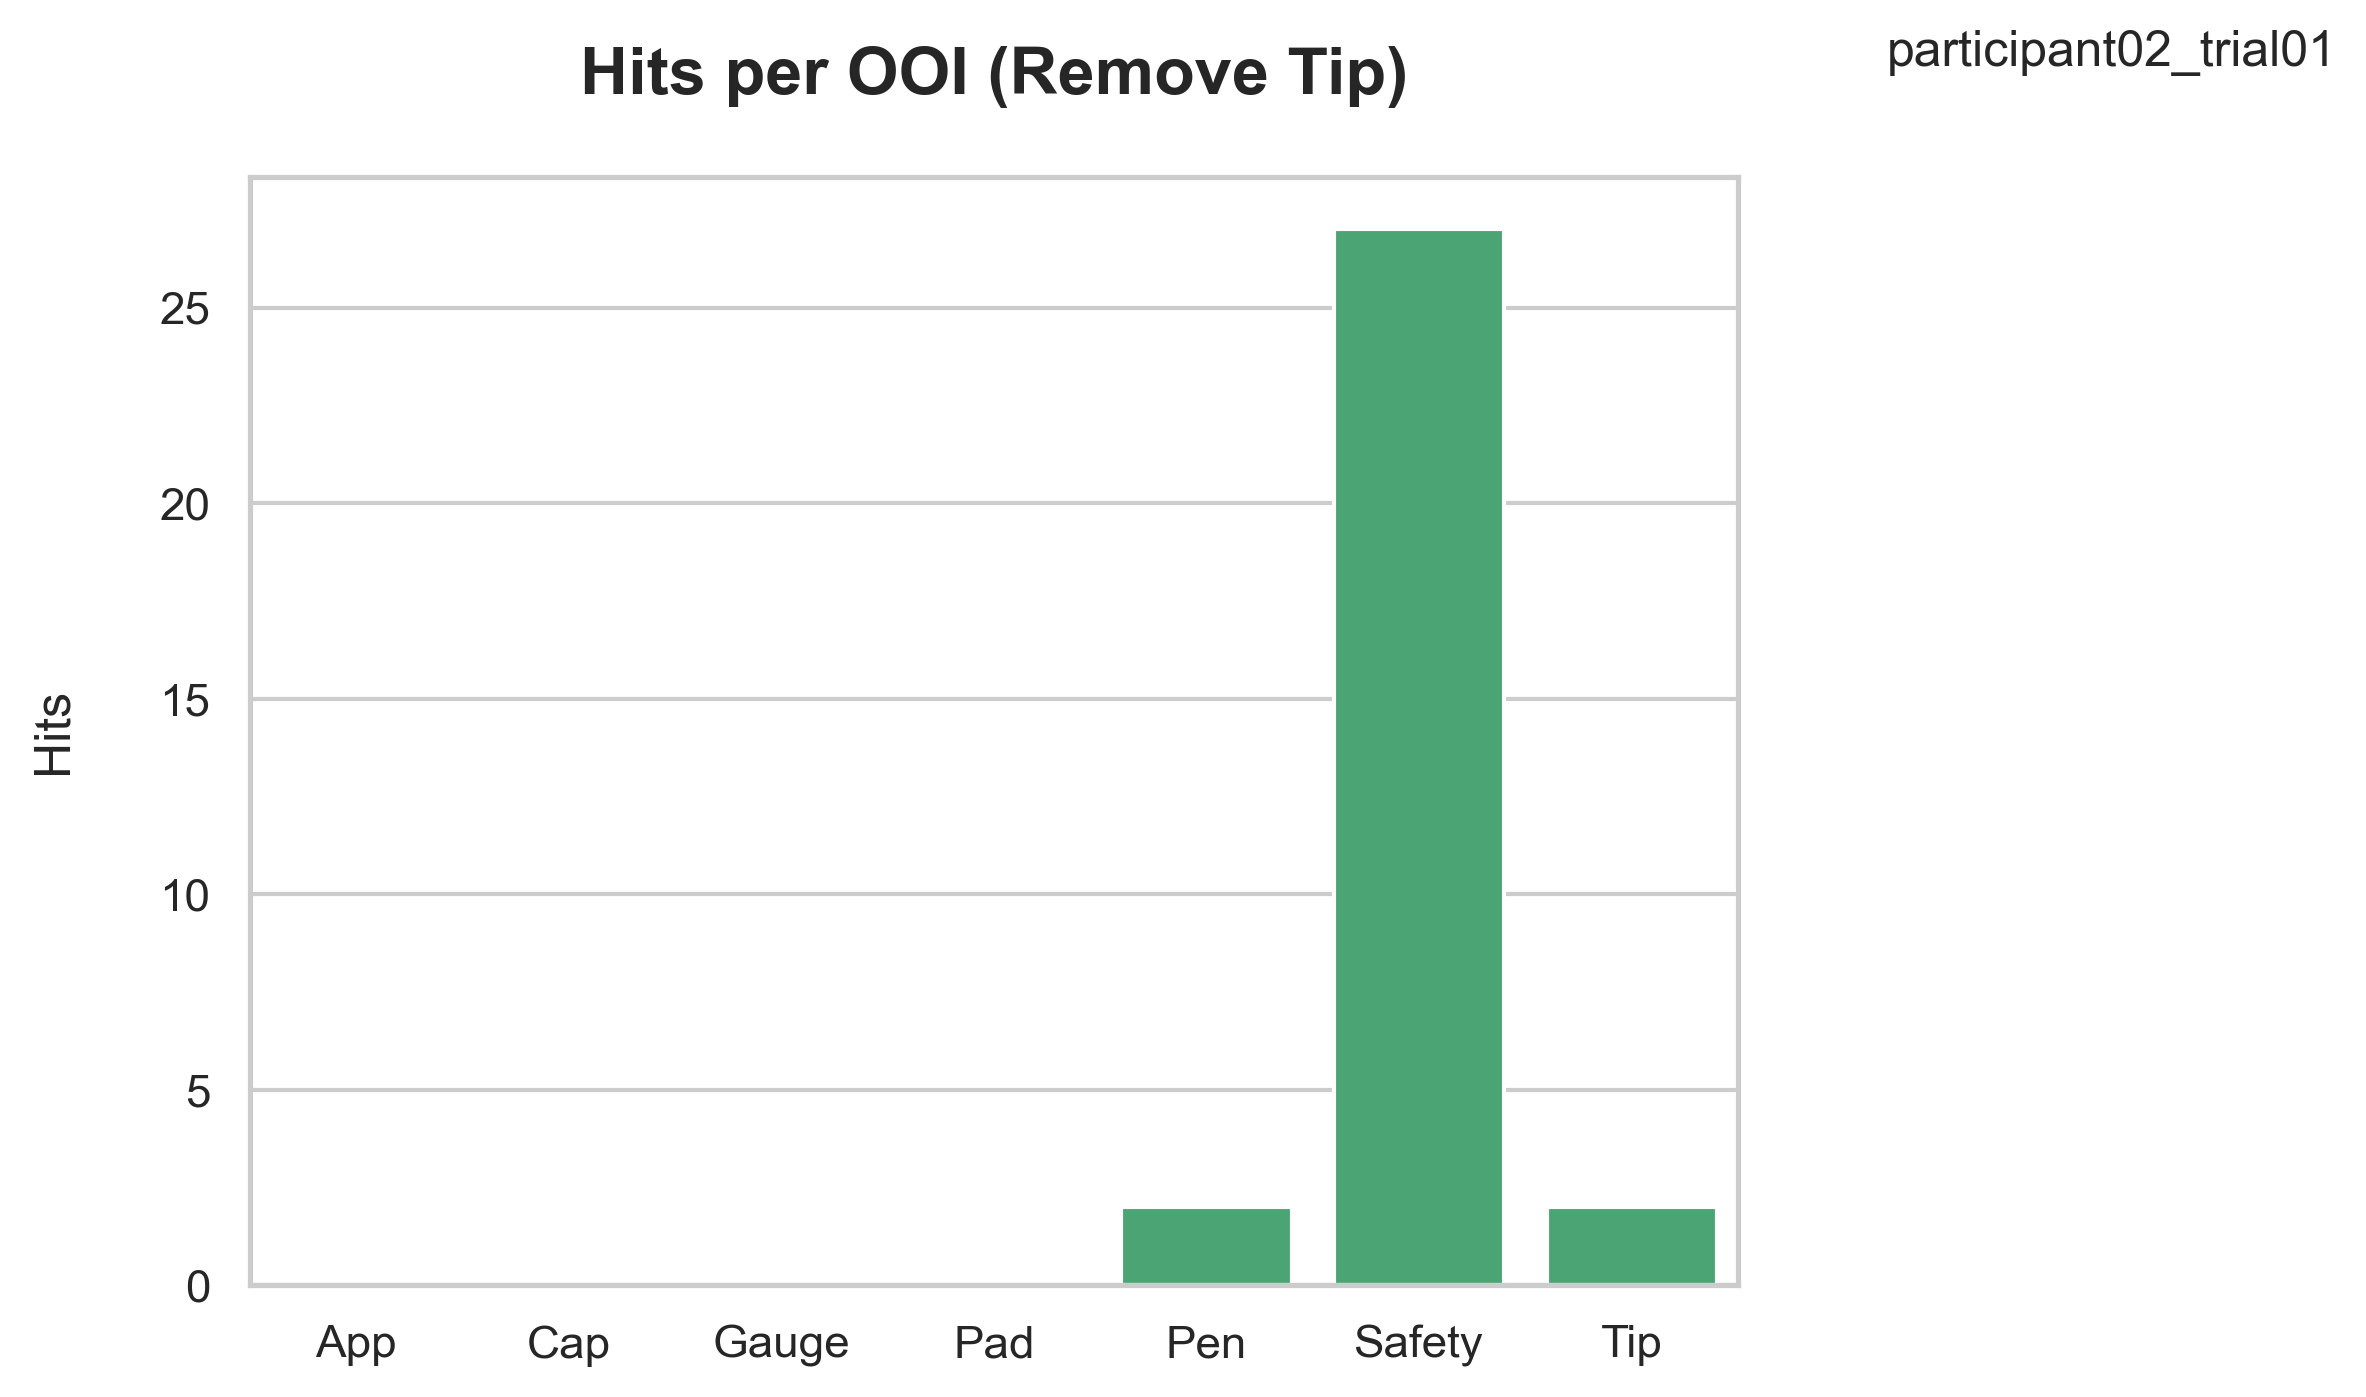 participant02_trial01
Hits per OOI (Remove Tip)
Hits
25
20
15
10
5
0
App Cap Gauge Pad Pen Safety Tip